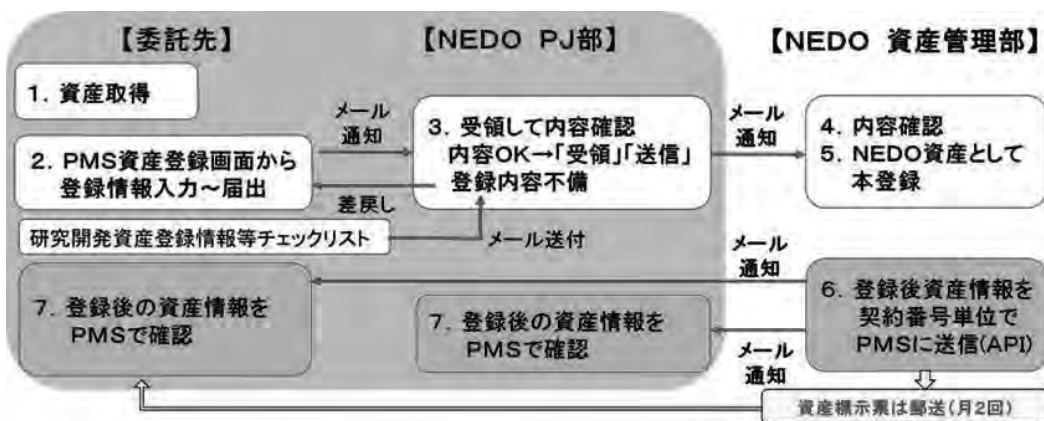 【委託先】
【NEDO PJ部】
【NEDO 資産管理部】
1. 資産取得
メール
通知
3. 受領して内容確認
内容OK→「受領」「送信」
登録内容不備
メール
通知
4. 内容確認
5. NEDO資産として
本登録
2. PMS資産登録画面から
登録情報入力～届出
差戻し
研究開発資産登録情報等チェックリスト
メール送付
メール
通知
7. 登録後の資産情報を
PMSで確認
7. 登録後の資産情報を
PMSで確認
6. 登録後資産情報を
契約番号単位で
PMSに送信(API)
メール
通知
資産標示票は郵送(月2回)